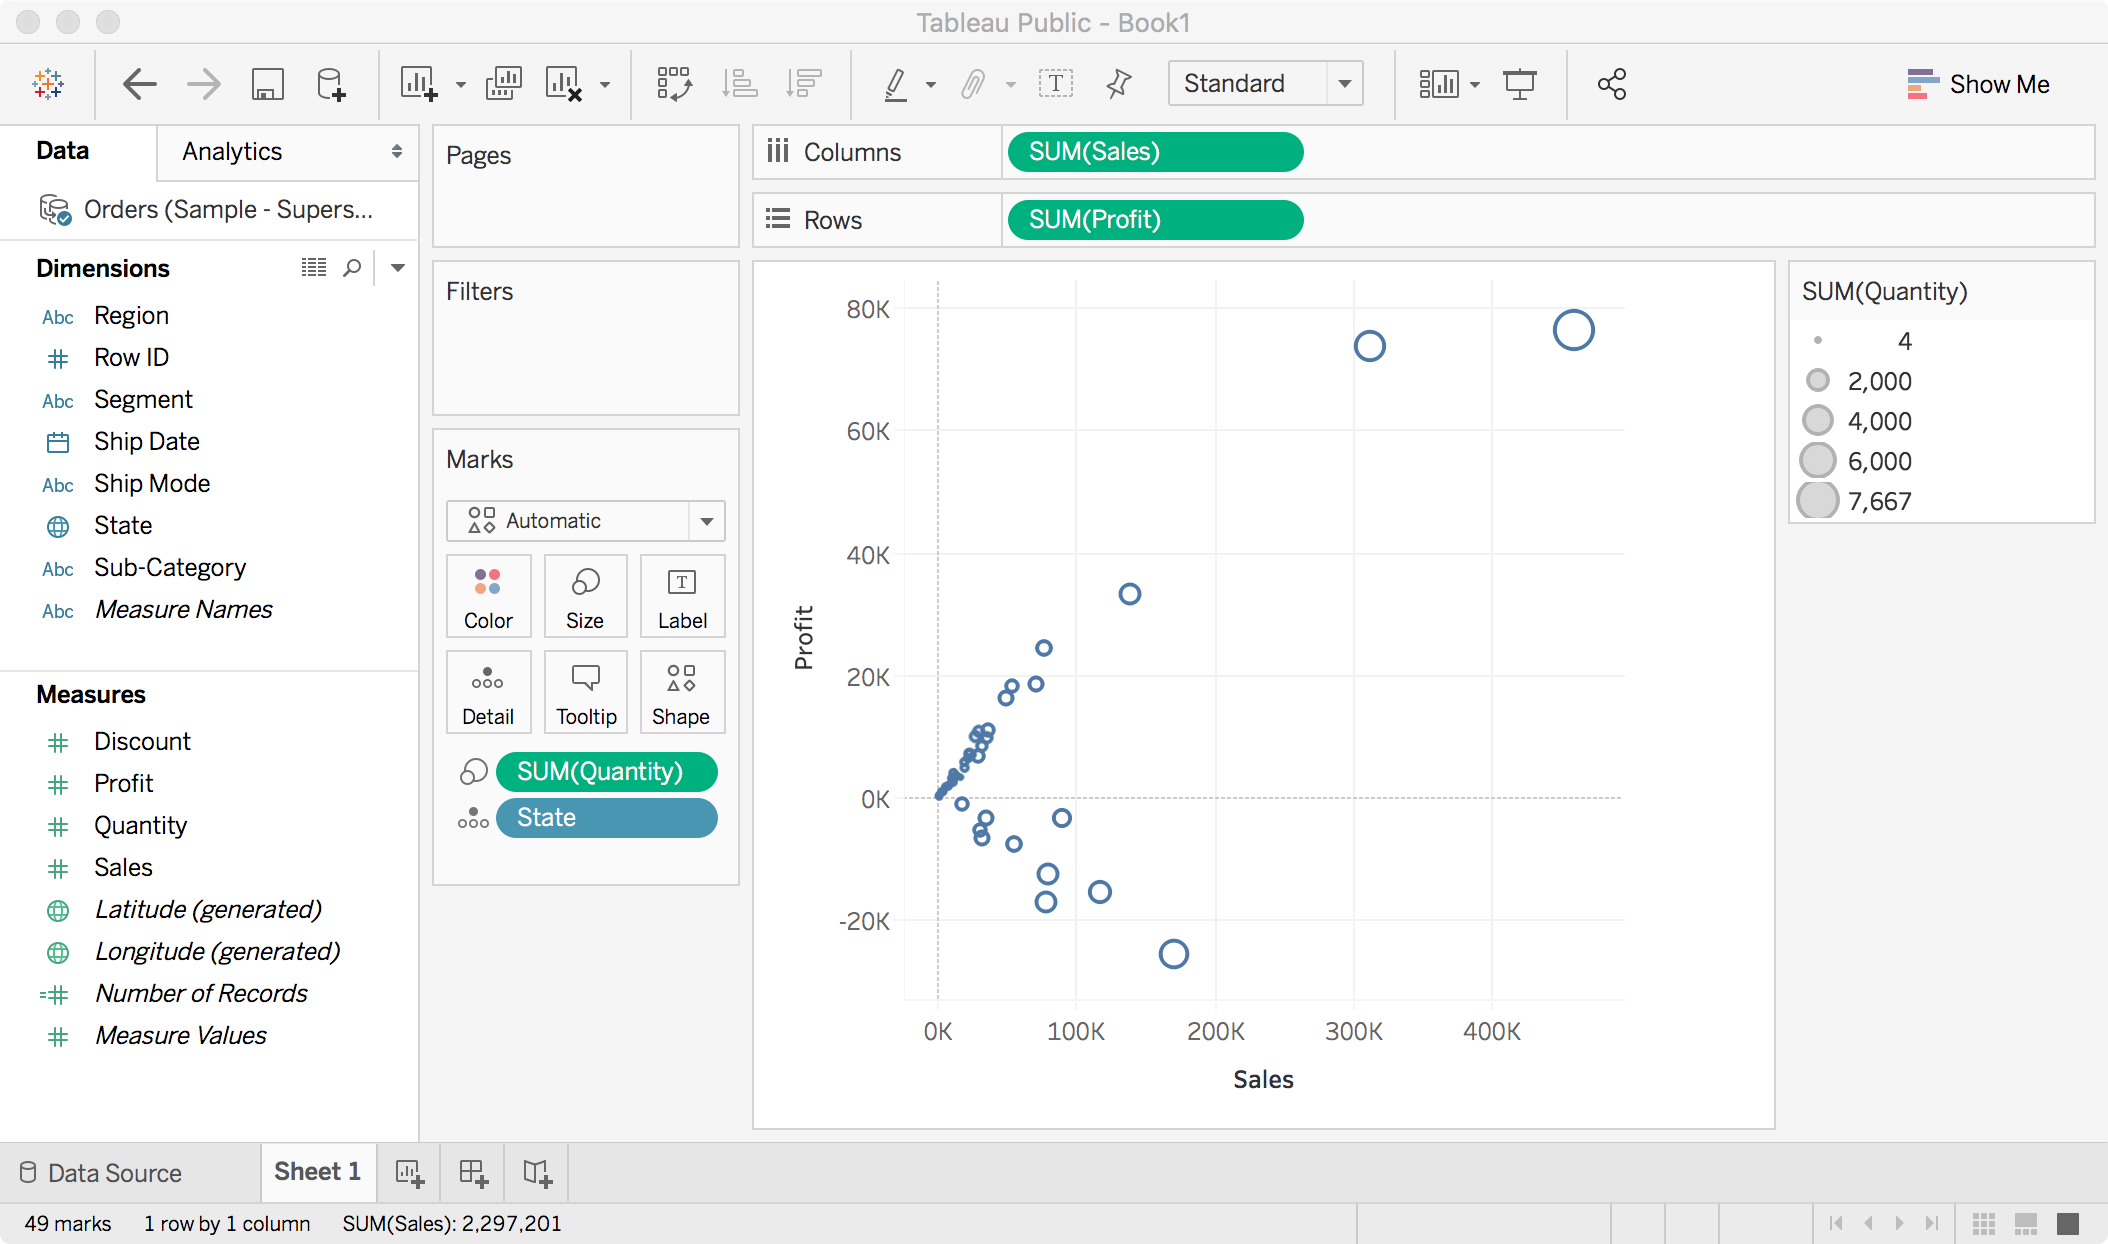 Tableau Public - Book1
Standard
Show Me
Data
Analytics
Orders (Sample - Supers...
Dimensions
Abc Region
Row ID
Abc Segment
Ship Date
Abc Ship Mode
State
Abc Sub-Category
Abc Measure Names
Measures
Discount
Profit
Quantity
Sales
Latitude (generated)
Longitude (generated)
=# Number of Records
Measure Values
Pages
Filters
Marks
Automatic
Color
Size
T
Label
Detail
Tooltip
Shape
SUM(Quantity)
State
Columns
SUM(Sales)
Rows
SUM(Profit)
80K
60K
40K
20K
0K
-20K
Profit
0K
100K
200K
300K
400K
Sales
SUM(Quantity)
4
2,000
4,000
6,000
7,667
Data Source
Sheet 1
49 marks
1 row by 1 column
SUM(Sales): 2,297,201